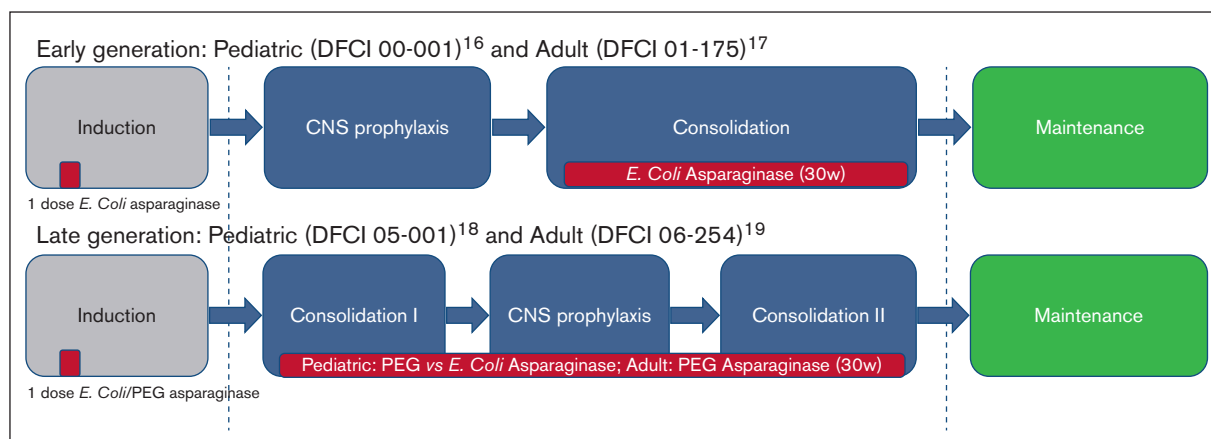 Early generation: Pediatric (DFCI 00-001)16 and Adult (DFCI 01-175)17
Induction
CNS prophylaxis
Consolidation
Maintenance
E. Coli Asparaginase (30w)
1 dose E. Coli asparaginase
Late generation: Pediatric (DFCI 05-001)18 and Adult (DFCI 06-254)19
Induction
Consolidation I
CNS prophylaxis
Consolidation II
Maintenance
Pediatric: PEG vs E. Coli Asparaginase; Adult: PEG Asparaginase (30w)
1 dose E. Coli/PEG asparaginase